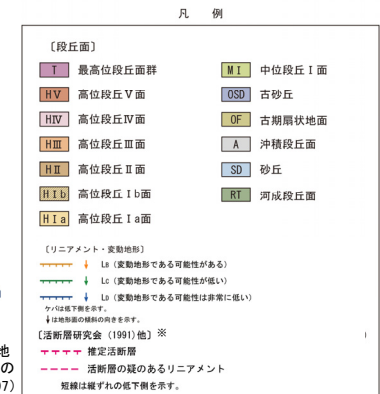 凡 例
〔段丘面〕
T 最高位段丘面群
HⅤ 高位段丘Ⅴ面
HⅣ 高位段丘Ⅳ面
HⅢ 高位段丘Ⅲ面
HⅡ 高位段丘Ⅱ面
HⅠb 高位段丘Ⅰb面
HⅠa 高位段丘Ⅰa面
MⅠ 中位段丘Ⅰ面
OSD 古砂丘
OF 古期扇状地面
A 沖積段丘面
SD 砂丘
RT 河成段丘面
〔リニアメント・変動地形〕
LB（変動地形である可能性がある）
LC（変動地形である可能性が低い）
LD（変動地形である可能性は非常に低い）
ケバは低下側を示す。
↓は地形面の傾斜の向きを示す。
〔活断層研究会（1991）他〕※
推定活断層
活断層の疑のあるリニアメント
短線は縦ずれの低下側を示す。
地
の
7)